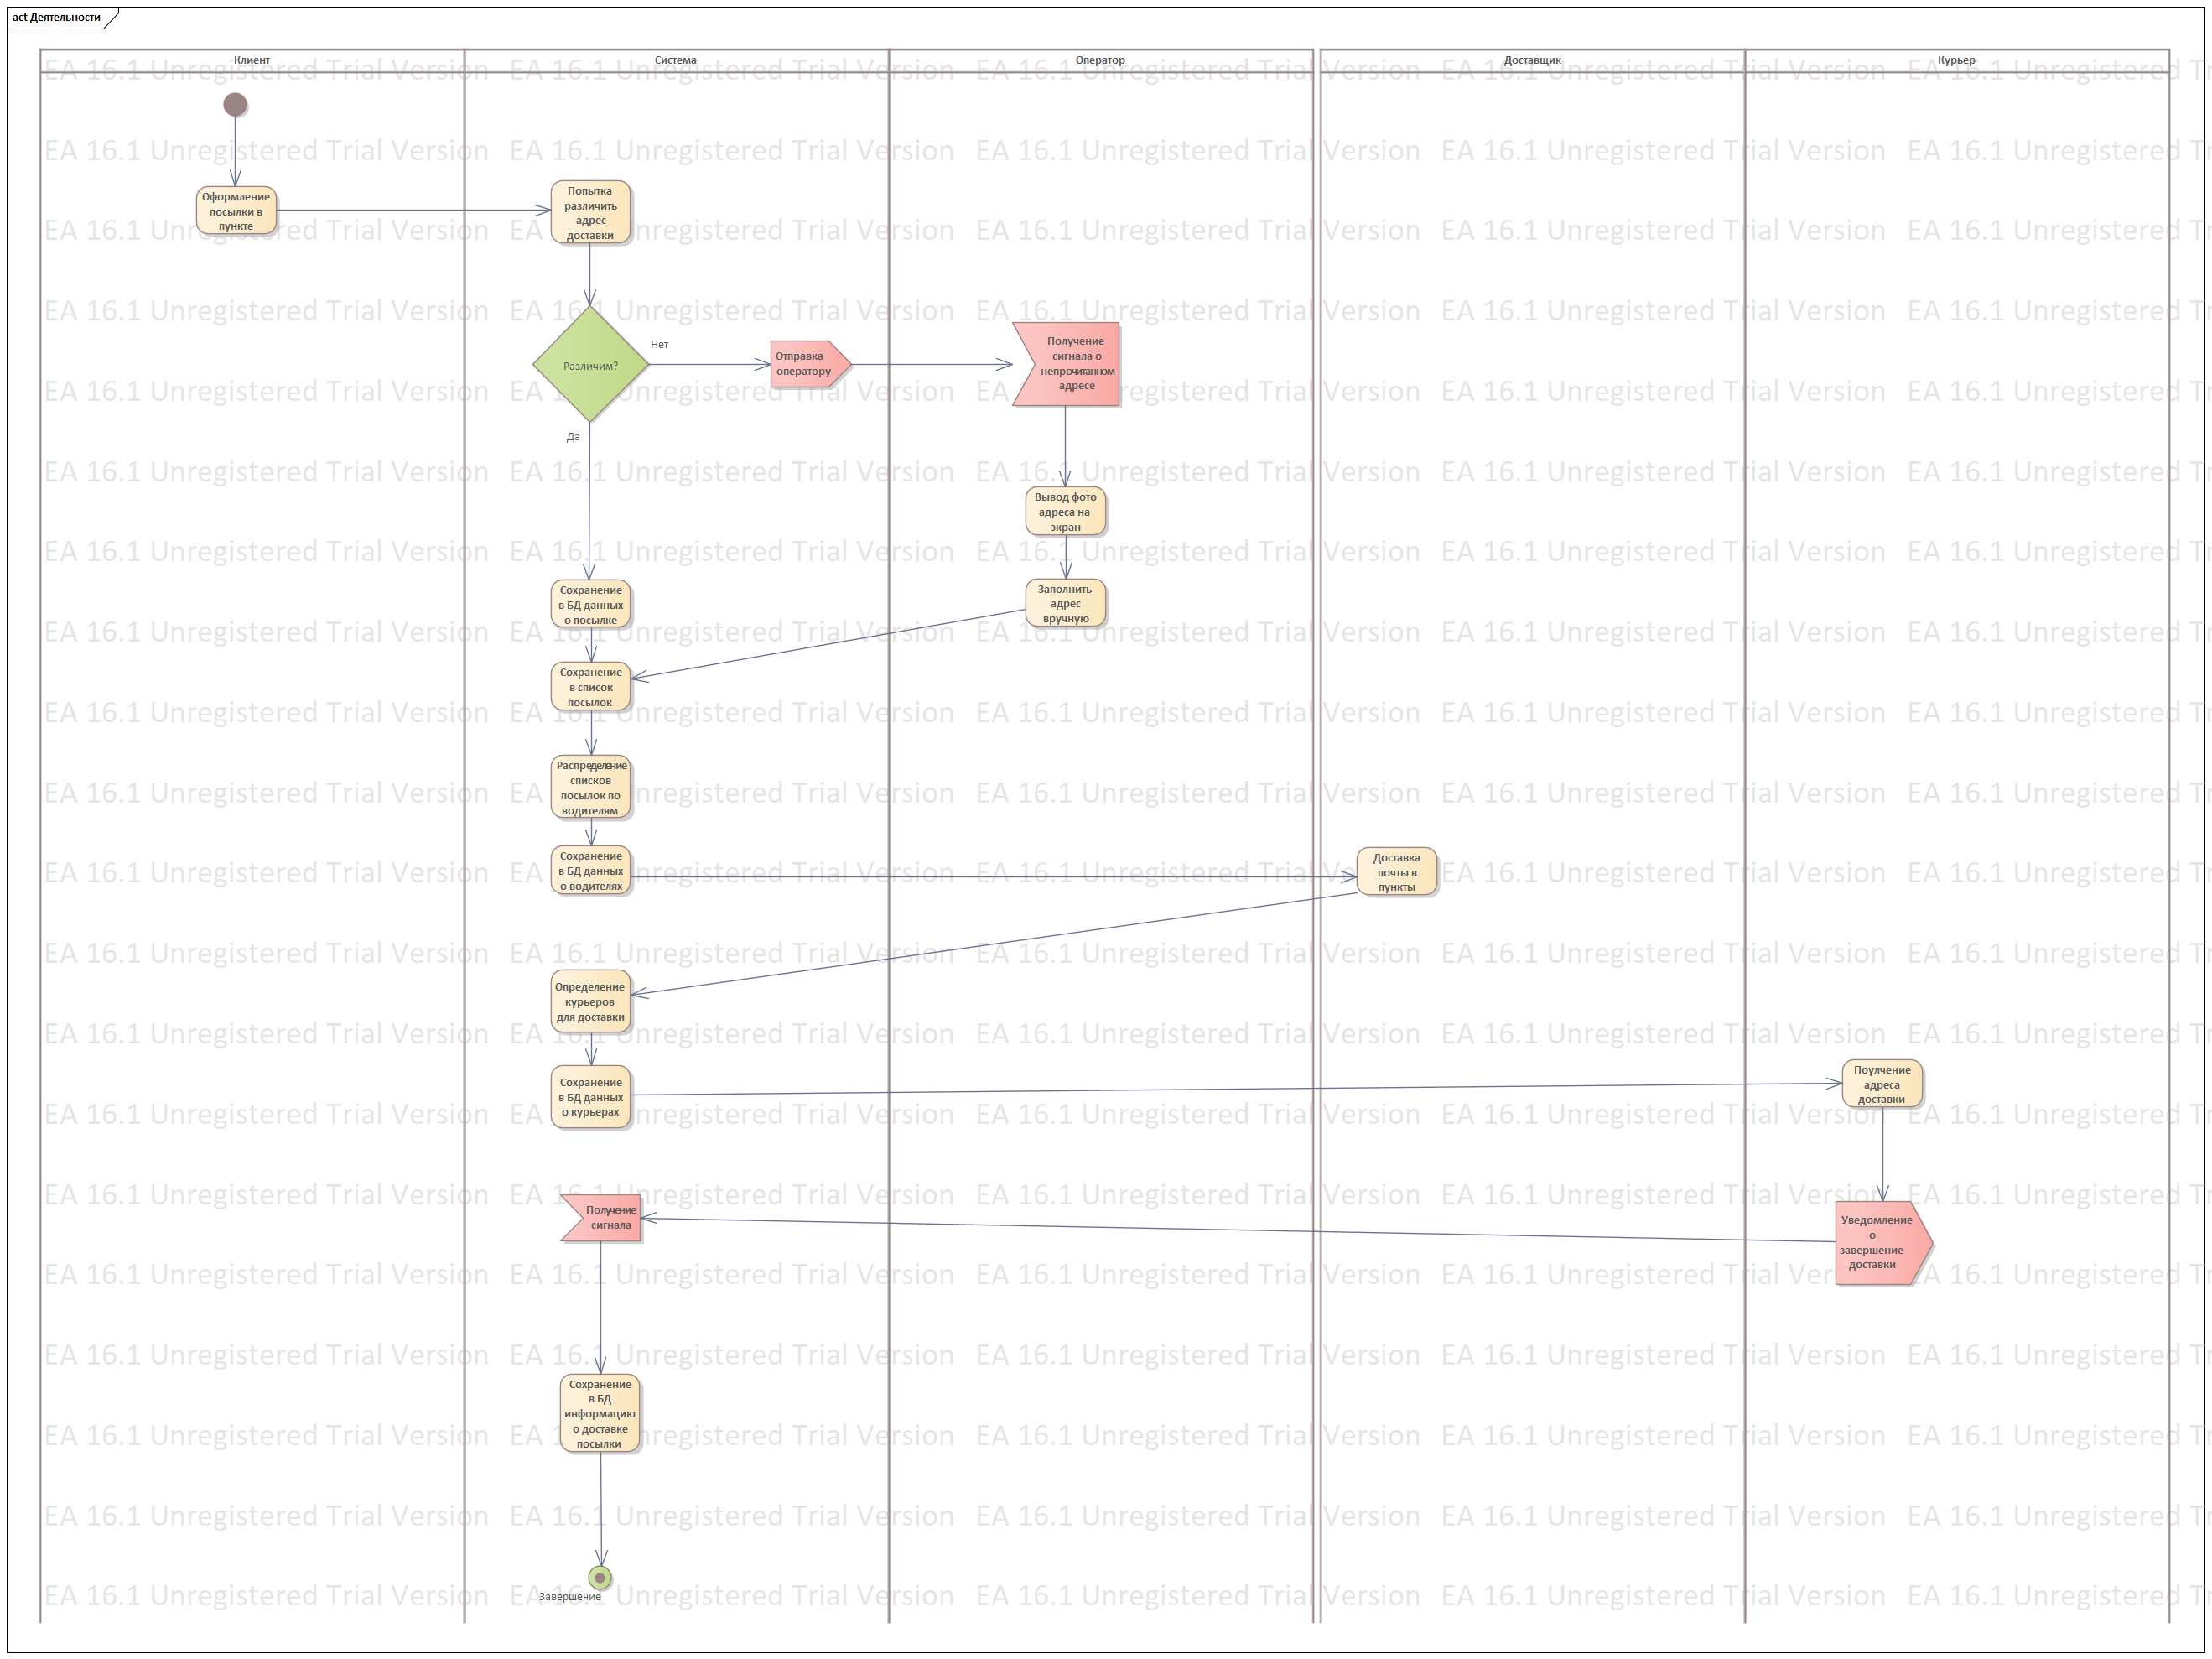 act Деятельности
Клиент
Система
Оператор
Доставщик
Курьер
Оформление
посылки в
пункте
Попытка
различить
адрес
доставки
Различим?
Нет
Да
Отправка
оператору
Получение
сигнала о
непрочитанном
адресе
Вывод фото
адреса на
экран
Заполнить
адрес
вручную
Сохранение
в БД данных
о посылке
Сохранение
в список
посылок
Распределение
списков
посылок по
водителям
Сохранение
в БД данных
о водителях
Доставка
почты в
пункты
Определение
курьеров
для доставки
Сохранение
в БД данных
о курьерах
Поулчение
адреса
доставки
Уведомление
о
завершение
доставки
Получение
сигнала
Сохранение
в БД
информацию
о доставке
посылки
Завершение
EA 16.1 Unregistered Trial Version